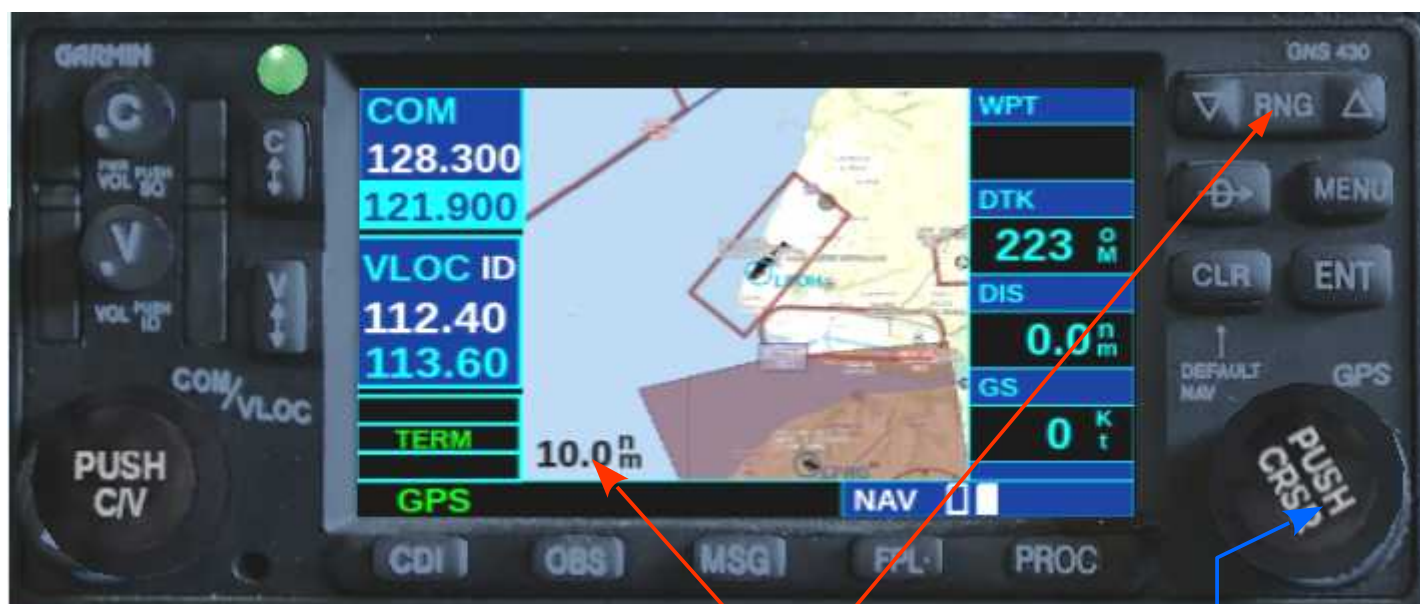 GARMIN
GNS 430
C
PWR
VOL PUSH
SQ
C
V
VOL PUSH
ID
V
COM/VLOC
PUSH
C/V
COM
128.300
121.900
VLOC ID
112.40
113.60
TERM
GPS
10.0 nm
NAV
WPT
DTK
223 °M
DIS
0.0 nm
GS
0 Kt
RNG
D
MENU
CLR
ENT
DEFAULT
NAV
GPS
PUSH
CRSR
CDI
OBS
MSG
FPL
PROC